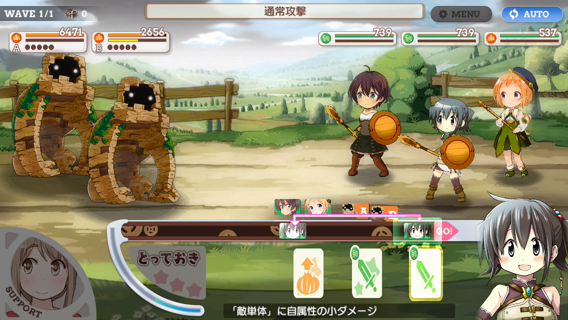 WAVE 1/1 0
通常攻撃
MENU
AUTO
6471
A
2656
B
739
739
537
A
GO!
とっておき
SUPPORT
「敵単体」に自属性の小ダメージ